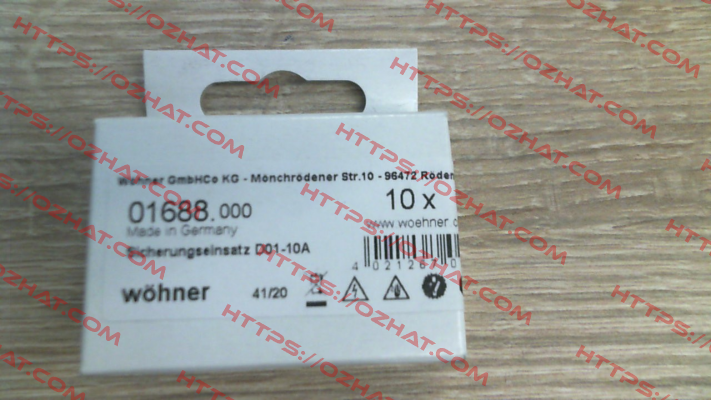 Wöhner GmbHCo KG - Mönchrödener Str.10 - 96472 Röden
01688.000
10 x
Made in Germany
www.woehner.
Sicherungseinsatz D01-10A
wöhner
41/20
HTTPS://OZHAT.COM